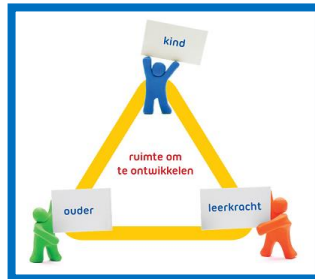 kind
ruimte om
te ontwikkelen
ouder
leerkracht